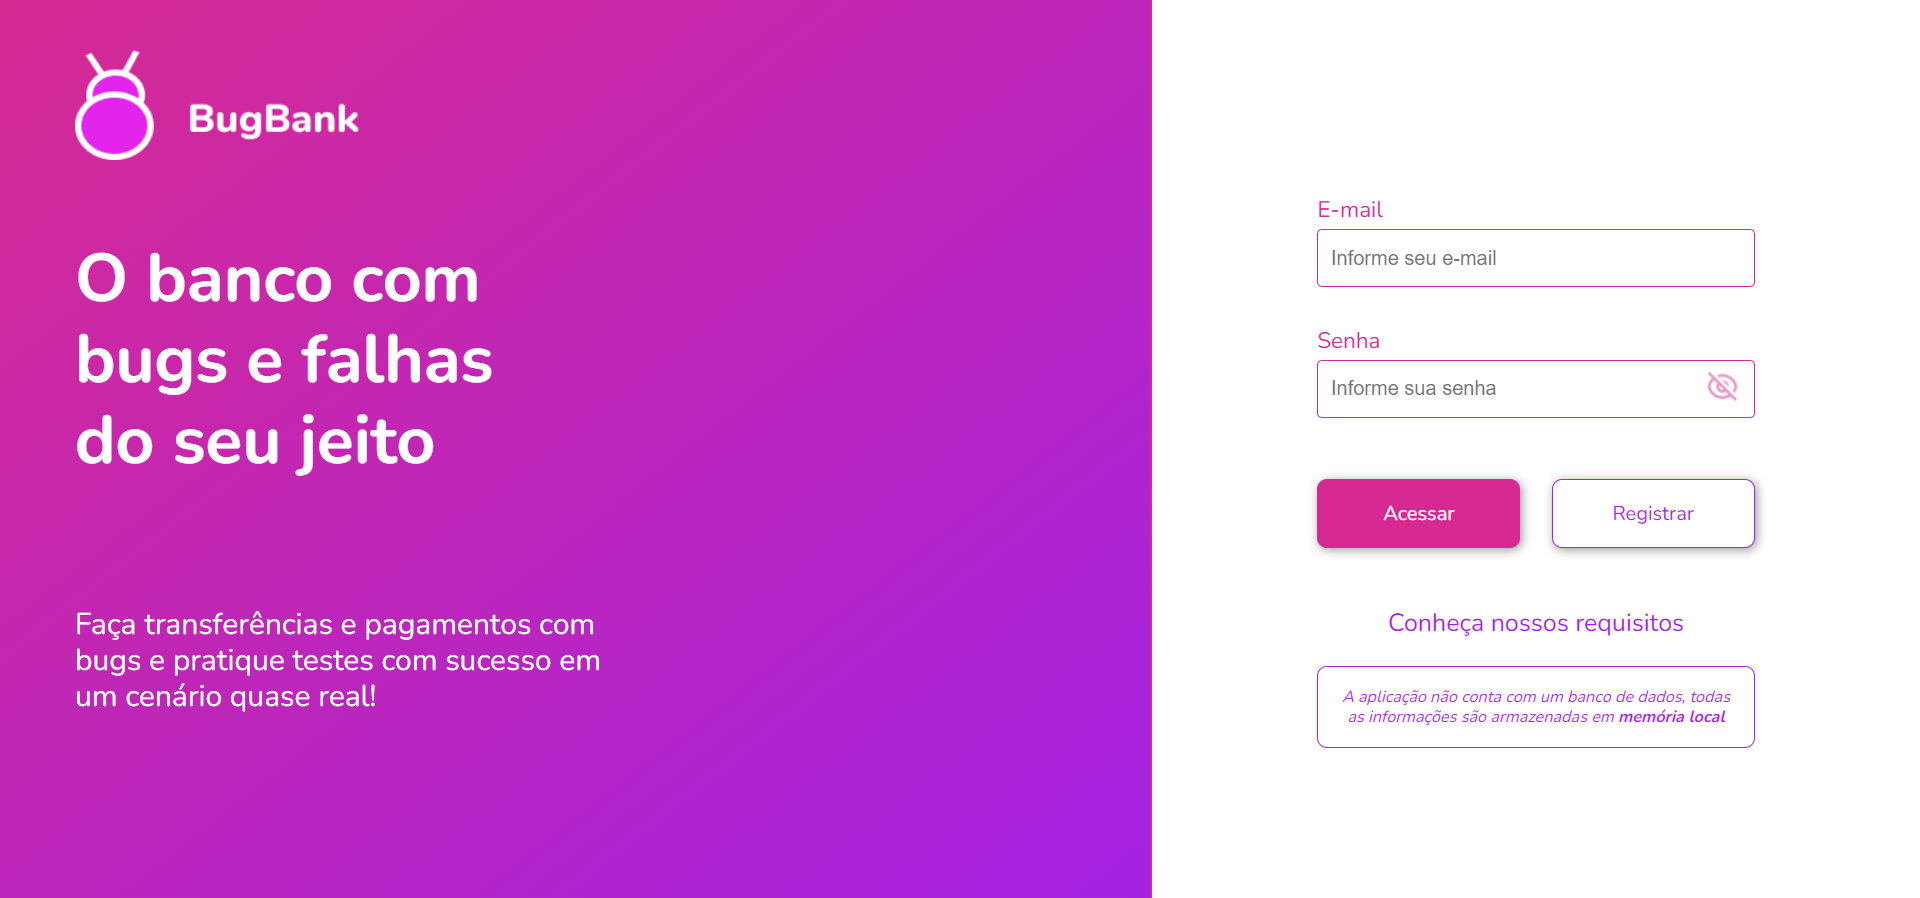 BugBank
O banco com
bugs e falhas
do seu jeito
Faça transferências e pagamentos com
bugs e pratique testes com sucesso em
um cenário quase real!
E-mail
Informe seu e-mail
Senha
Informe sua senha
Acessar
Registrar
Conheça nossos requisitos
A aplicação não conta com um banco de dados, todas
as informações são armazenadas em memória local